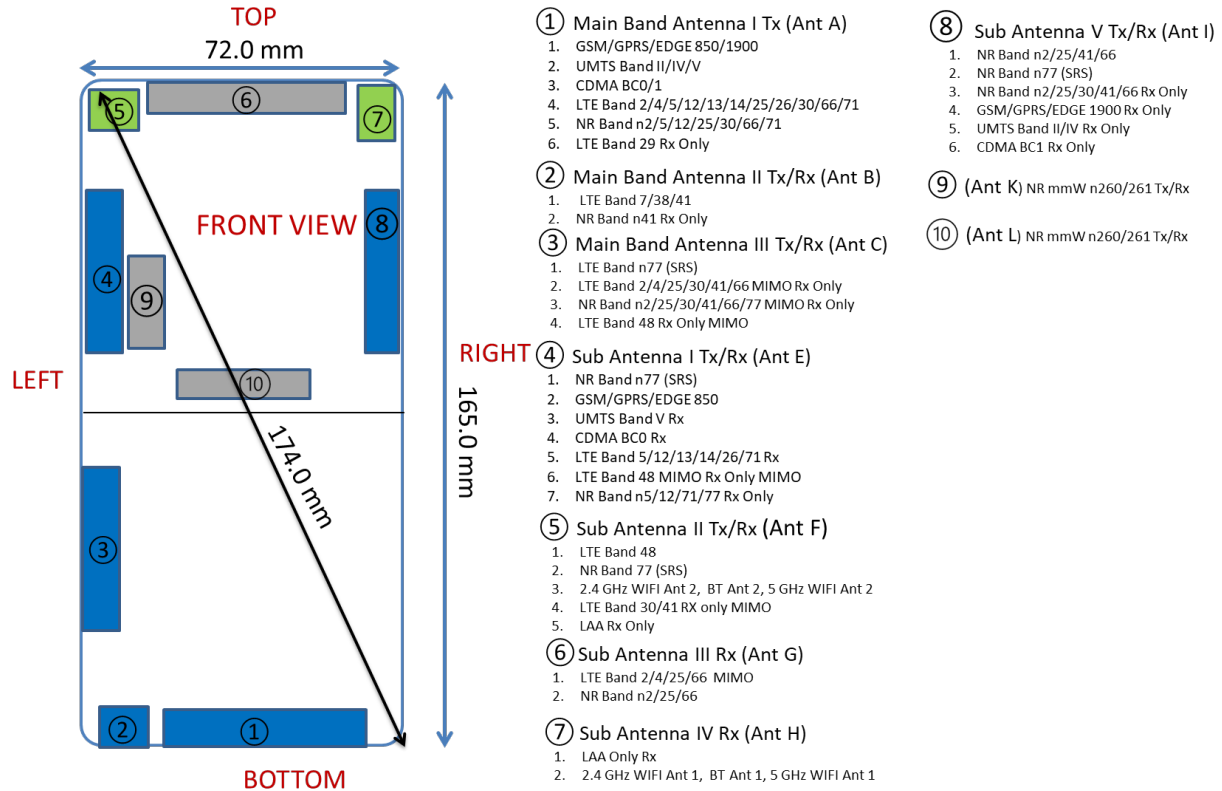 TOP
72.0 mm
⑤
⑥
⑦
FRONT VIEW
⑧
④
⑨
LEFT
RIGHT
⑩
165.0 mm
174.0 mm
③
②
①
BOTTOM
① Main Band Antenna I Tx (Ant A)
1. GSM/GPRS/EDGE 850/1900
2. UMTS Band II/IV/V
3. CDMA BC0/1
4. LTE Band 2/4/5/12/13/14/25/26/30/66/71
5. NR Band n2/5/12/25/30/66/71
6. LTE Band 29 Rx Only
② Main Band Antenna II Tx/Rx (Ant B)
1. LTE Band 7/38/41
2. NR Band n41 Rx Only
③ Main Band Antenna III Tx/Rx (Ant C)
1. LTE Band n77 (SRS)
2. LTE Band 2/4/25/30/41/66 MIMO Rx Only
3. NR Band n2/25/30/41/66/77 MIMO Rx Only
4. LTE Band 48 Rx Only MIMO
④ Sub Antenna I Tx/Rx (Ant E)
1. NR Band n77 (SRS)
2. GSM/GPRS/EDGE 850
3. UMTS Band V Rx
4. CDMA BC0 Rx
5. LTE Band 5/12/13/14/26/71 Rx
6. LTE Band 48 MIMO Rx Only MIMO
7. NR Band n5/12/71/77 Rx Only
⑤ Sub Antenna II Tx/Rx (Ant F)
1. LTE Band 48
2. NR Band 77 (SRS)
3. 2.4 GHz WIFI Ant 2, BT Ant 2, 5 GHz WIFI Ant 2
4. LTE Band 30/41 RX only MIMO
5. LAA Rx Only
⑥ Sub Antenna III Rx (Ant G)
1. LTE Band 2/4/25/66 MIMO
2. NR Band n2/25/66
⑦ Sub Antenna IV Rx (Ant H)
1. LAA Only Rx
2. 2.4 GHz WIFI Ant 1, BT Ant 1, 5 GHz WIFI Ant 1
⑧ Sub Antenna V Tx/Rx (Ant I)
1. NR Band n2/25/41/66
2. NR Band n77 (SRS)
3. NR Band n2/25/30/41/66 Rx Only
4. GSM/GPRS/EDGE 1900 Rx Only
5. UMTS Band II/IV Rx Only
6. CDMA BC1 Rx Only
⑨ (Ant K) NR mmW n260/261 Tx/Rx
⑩ (Ant L) NR mmW n260/261 Tx/Rx